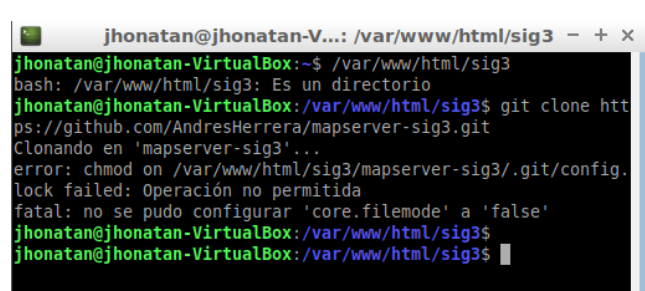 jhonatan@jhonatan-V...: /var/www/html/sig3 − + ×
jhonatan@jhonatan-VirtualBox:~$ /var/www/html/sig3
bash: /var/www/html/sig3: Es un directorio
jhonatan@jhonatan-VirtualBox:/var/www/html/sig3$ git clone htt
ps://github.com/AndresHerrera/mapserver-sig3.git
Clonando en 'mapserver-sig3'...
error: chmod on /var/www/html/sig3/mapserver-sig3/.git/config.
lock failed: Operación no permitida
fatal: no se pudo configurar 'core.filemode' a 'false'
jhonatan@jhonatan-VirtualBox:/var/www/html/sig3$
jhonatan@jhonatan-VirtualBox:/var/www/html/sig3$